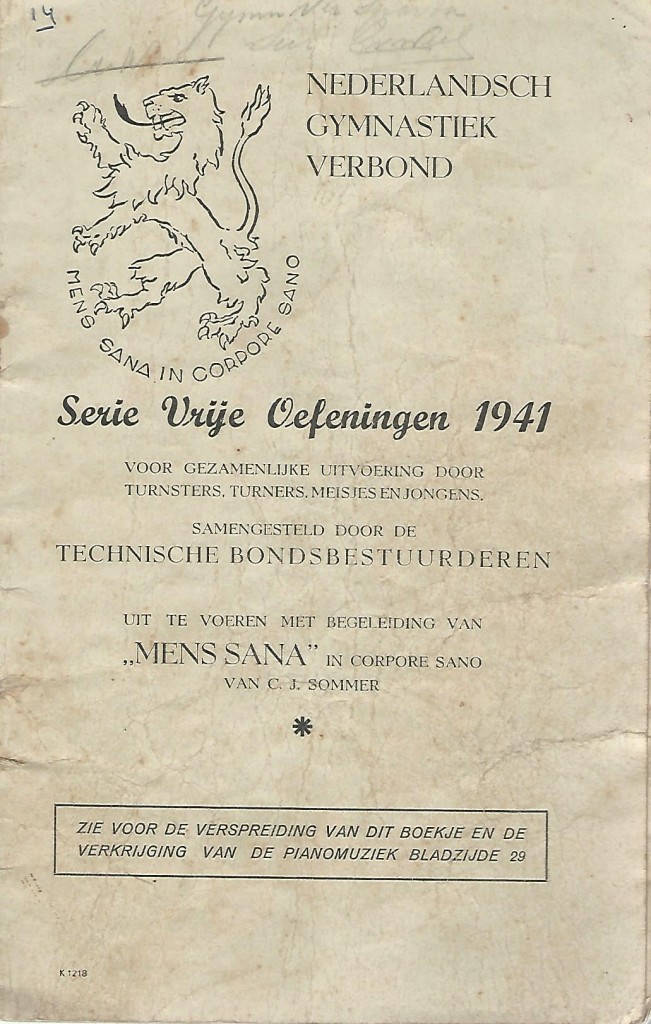 14
NEDERLANDSCH
GYMNASTIEK
VERBOND
MENS SANA IN CORPORE SANO
Serie Vrije Oefeningen 1941
VOOR GEZAMENLIJKE UITVOERING DOOR
TURNSTERS, TURNERS, MEISJES EN JONGENS.
SAMENGESTELD DOOR DE
TECHNISCHE BONDSBESTUURDEREN
UIT TE VOEREN MET BEGELEIDING VAN
„MENS SANA” IN CORPORE SANO
VAN C. J. SOMMER
ZIE VOOR DE VERSPREIDING VAN DIT BOEKJE EN DE
VERKRIJGING VAN DE PIANOMUZIEK BLADZIJDE 29
K 1218